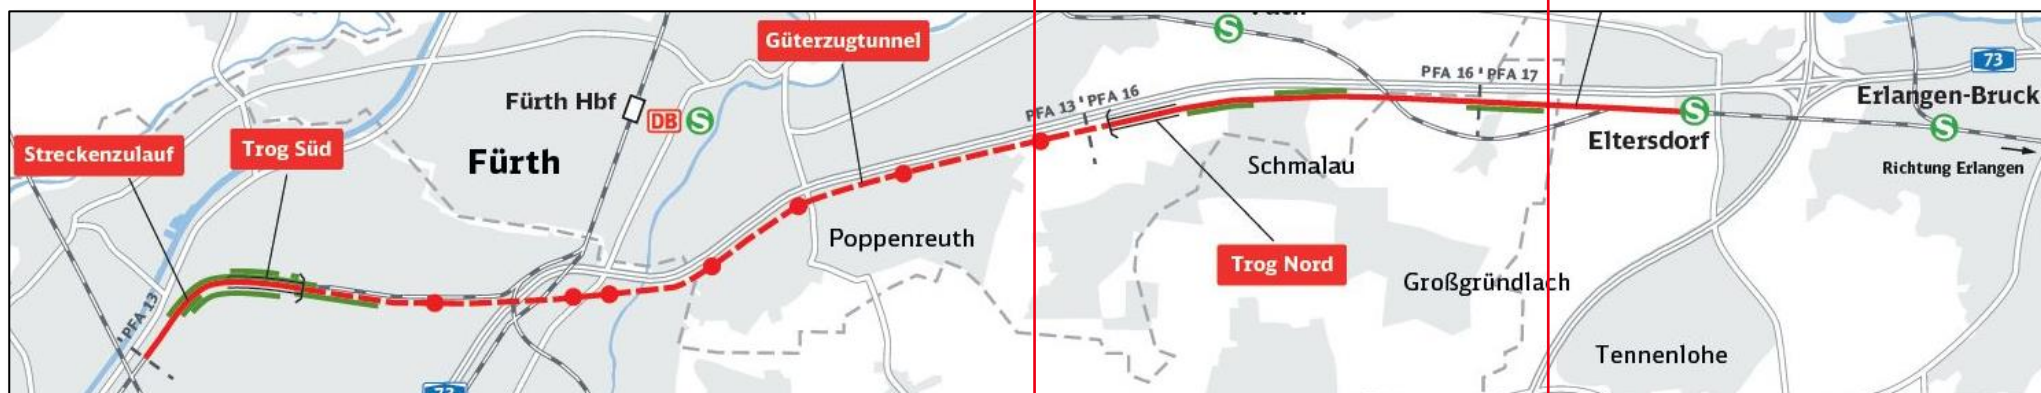 Güterzugtunnel
PFA 16
PFA 17
73
Fürth Hbf
DB
S
S
PFA 13
PFA 16
Erlangen-Bruck
S
S
Eltersdorf
Streckenzulauf
Trog Süd
Fürth
Schmalau
Richtung Erlangen
Poppenreuth
Trog Nord
Großgründlach
PFA 13
Tennenlohe
73